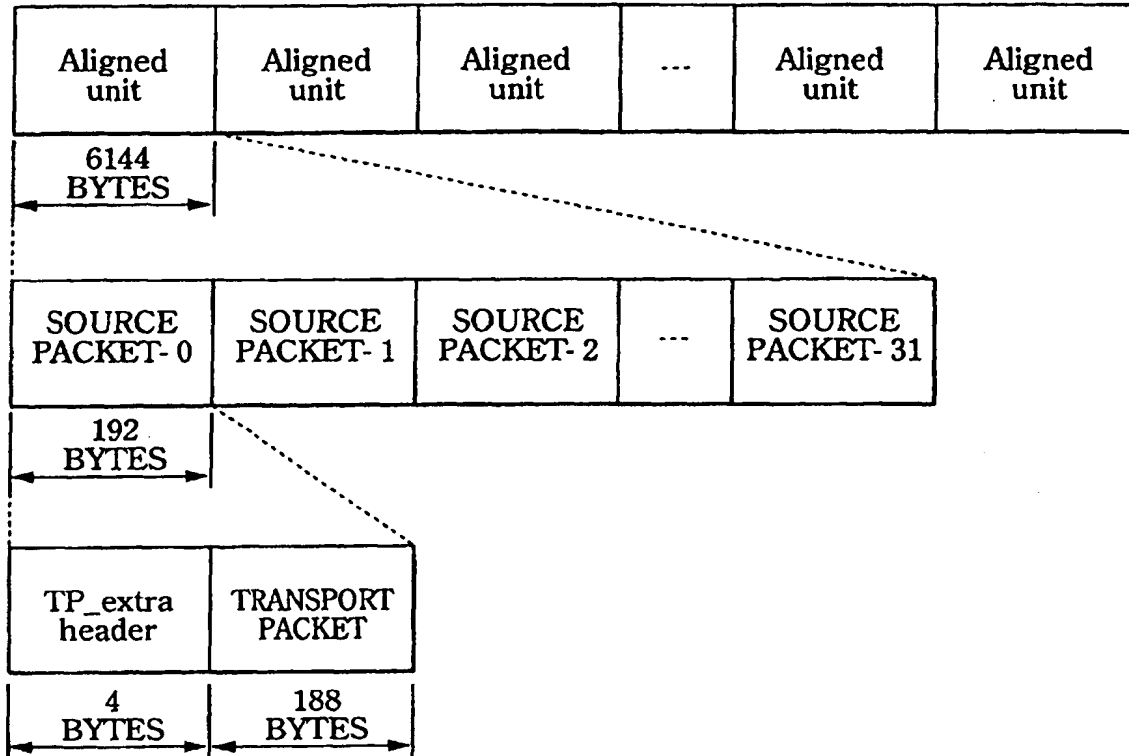 Aligned unit
Aligned unit
Aligned unit
---
Aligned unit
Aligned unit
6144 BYTES
SOURCE PACKET- 0
SOURCE PACKET- 1
SOURCE PACKET- 2
---
SOURCE PACKET- 31
192 BYTES
TP_extra header
TRANSPORT PACKET
4 BYTES
188 BYTES